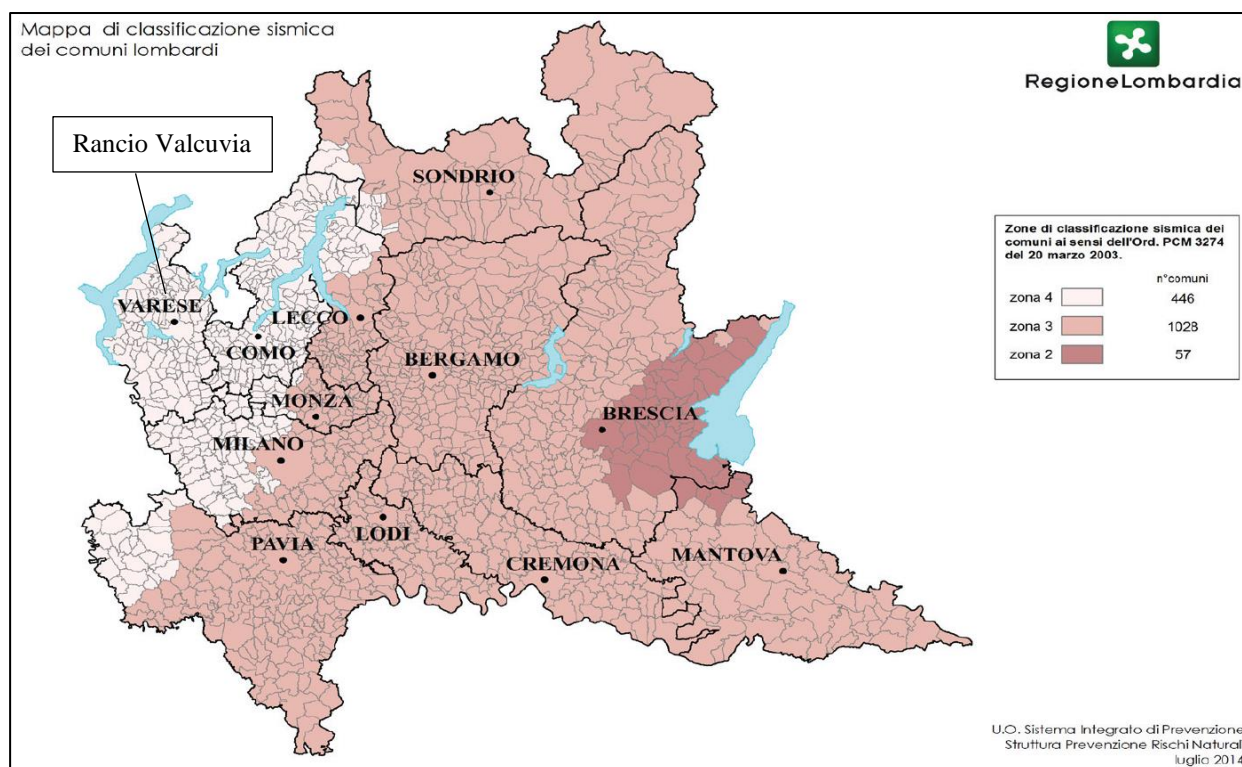 Mappa di classificazione sismica
dei comuni lombardi
RegioneLombardia
Rancio Valcuvia
SONDRIO
VARESE
LECCO
COMO
BERGAMO
MONZA
BRESCIA
MILANO
PAVIA
LODI
CREMONA
MANTOVA
Zone di classificazione sismica dei
comuni ai sensi dell'Ord. PCM 3274
del 20 marzo 2003.
n°comuni
zona 4 446
zona 3 1028
zona 2 57
U.O. Sistema Integrato di Prevenzione
Struttura Prevenzione Rischi Natural
luglio 2014